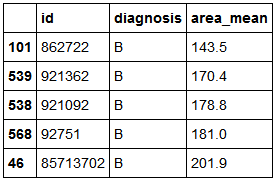 id diagnosis area_mean
101 862722 B 143.5
539 921362 B 170.4
538 921092 B 178.8
568 92751 B 181.0
46 85713702 B 201.9